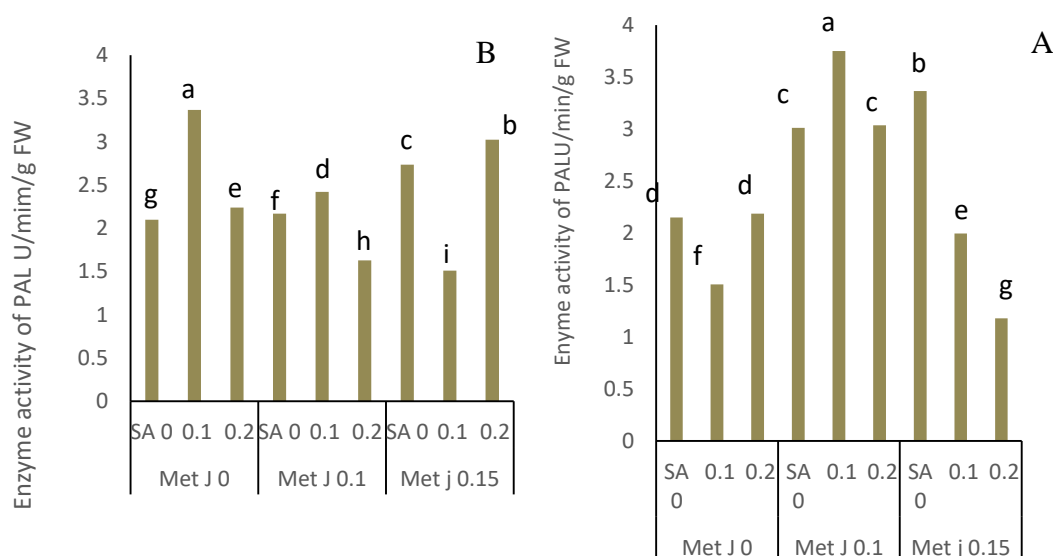 B
Enzyme activity of PAL U/mim/g FW
4
3.5
3
2.5
2
1.5
1
0.5
0
g
a
e
f
d
h
c
i
b
SA 0 0.1 0.2 SA 0 0.1 0.2 SA 0 0.1 0.2
Met J 0 Met J 0.1 Met j 0.15
A
Enyme activity of PALU/min/g FW
4
3.5
3
2.5
2
1.5
1
0.5
0
d
f
d
c
a
c
b
e
g
SA 0.1 0.2 SA 0.1 0.2 SA 0.1 0.2
0 0 0
Met J 0 Met J 0.1 Met j 0.15